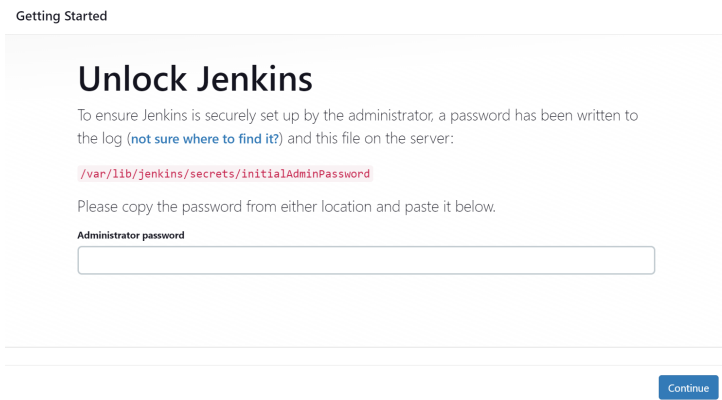 Getting Started
Unlock Jenkins
To ensure Jenkins is securely set up by the administrator, a password has been written to
the log (not sure where to find it?) and this file on the server:
/var/lib/jenkins/secrets/initialAdminPassword
Please copy the password from either location and paste it below.
Administrator password
Continue